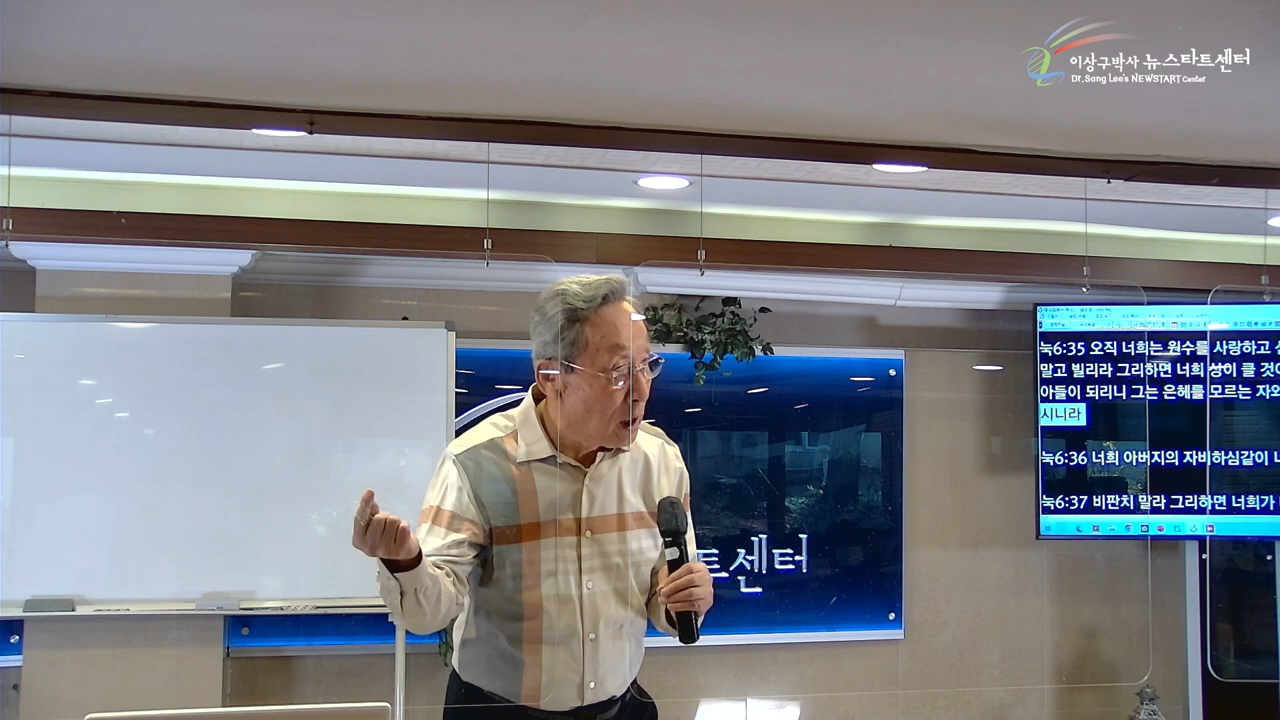 이상구박사 뉴스타트센터
Dr. Sang Lee's NEWSTART Center
눅6:35 오직 너희는 원수를 사랑하고
말고 빌리라 그리하면 너희 상이 클 것이
아들이 되리니 그는 은혜를 모르는 자와
시니라
눅6:36 너희 아버지의 자비하심같이 너
눅6:37 비판치 말라 그리하면 너희가
트센터